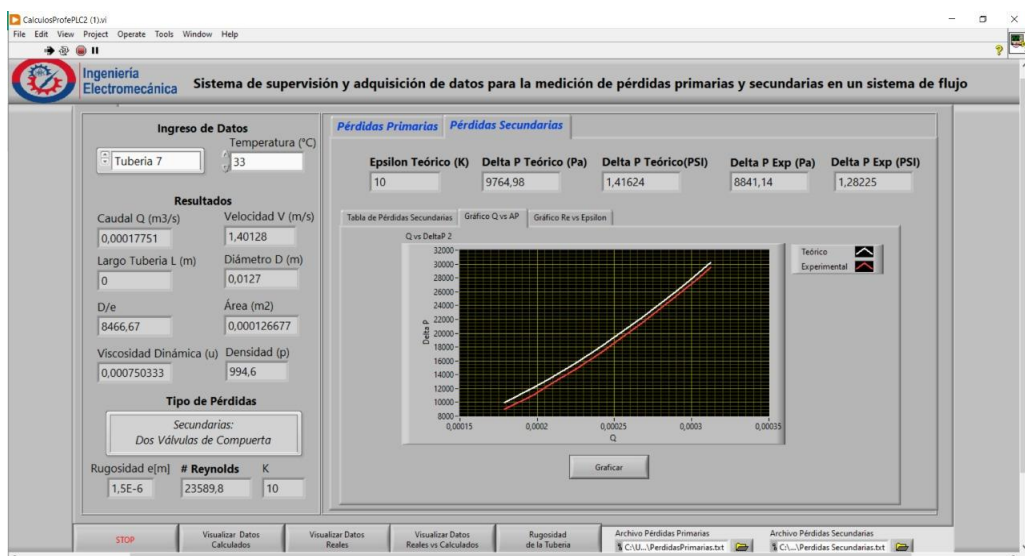 CalculosProfePLC2 (1).vi
File Edit View Project Operate Tools Window Help
Ingeniería
Electromecánica
Sistema de supervisión y adquisición de datos para la medición de pérdidas primarias y secundarias en un sistema de flujo
Ingreso de Datos
Temperatura (°C)
Tuberia 7
33
Resultados
Caudal Q (m3/s)
Velocidad V (m/s)
0,00017751
1,40128
Largo Tuberia L (m)
Diámetro D (m)
0
0,0127
D/e
Área (m2)
8466,67
0,000126677
Viscosidad Dinámica (u)
Densidad (p)
0,000750333
994,6
Tipo de Pérdidas
Secundarias:
Dos Válvulas de Compuerta
Rugosidad e[m]
# Reynolds
K
1,5E-6
23589,8
10
Pérdidas Primarias
Pérdidas Secundarias
Epsilon Teórico (K)
Delta P Teórico (Pa)
Delta P Teórico(PSI)
Delta P Exp (Pa)
Delta P Exp (PSI)
10
9764,98
1,41624
8841,14
1,28225
Tabla de Pérdidas Secundarias
Gráfico Q vs AP
Gráfico Re vs Epsilon
Q vs DeltaP 2
Teórico
Experimental
32000
30000
28000
26000
24000
22000
20000
18000
16000
14000
12000
10000
8000
Delta P
0,00015
0,0002
0,00025
0,0003
0,00035
Q
Graficar
STOP
Visualizar Datos
Calculados
Visualizar Datos
Reales
Visualizar Datos
Reales vs Calculados
Rugosidad
de la Tuberia
Archivo Pérdidas Primarias
C:\U...\PerdidasPrimarias.txt
Archivo Pérdidas Secundarias
C:\...\Perdidas Secundarias.txt